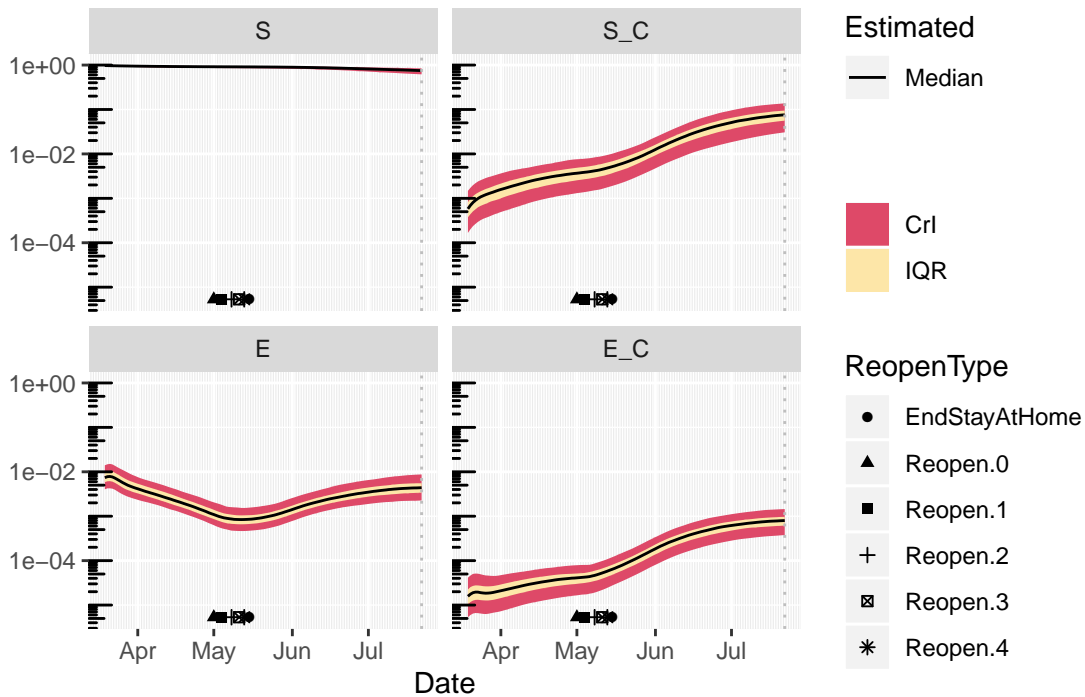 S
S_C
1e+00
1e−02
1e−04
E
E_C
1e+00
1e−02
1e−04
Apr
May
Jun
Jul
Apr
May
Jun
Jul
Date
Estimated
Median
CrI
IQR
ReopenType
EndStayAtHome
Reopen.0
Reopen.1
Reopen.2
Reopen.3
Reopen.4